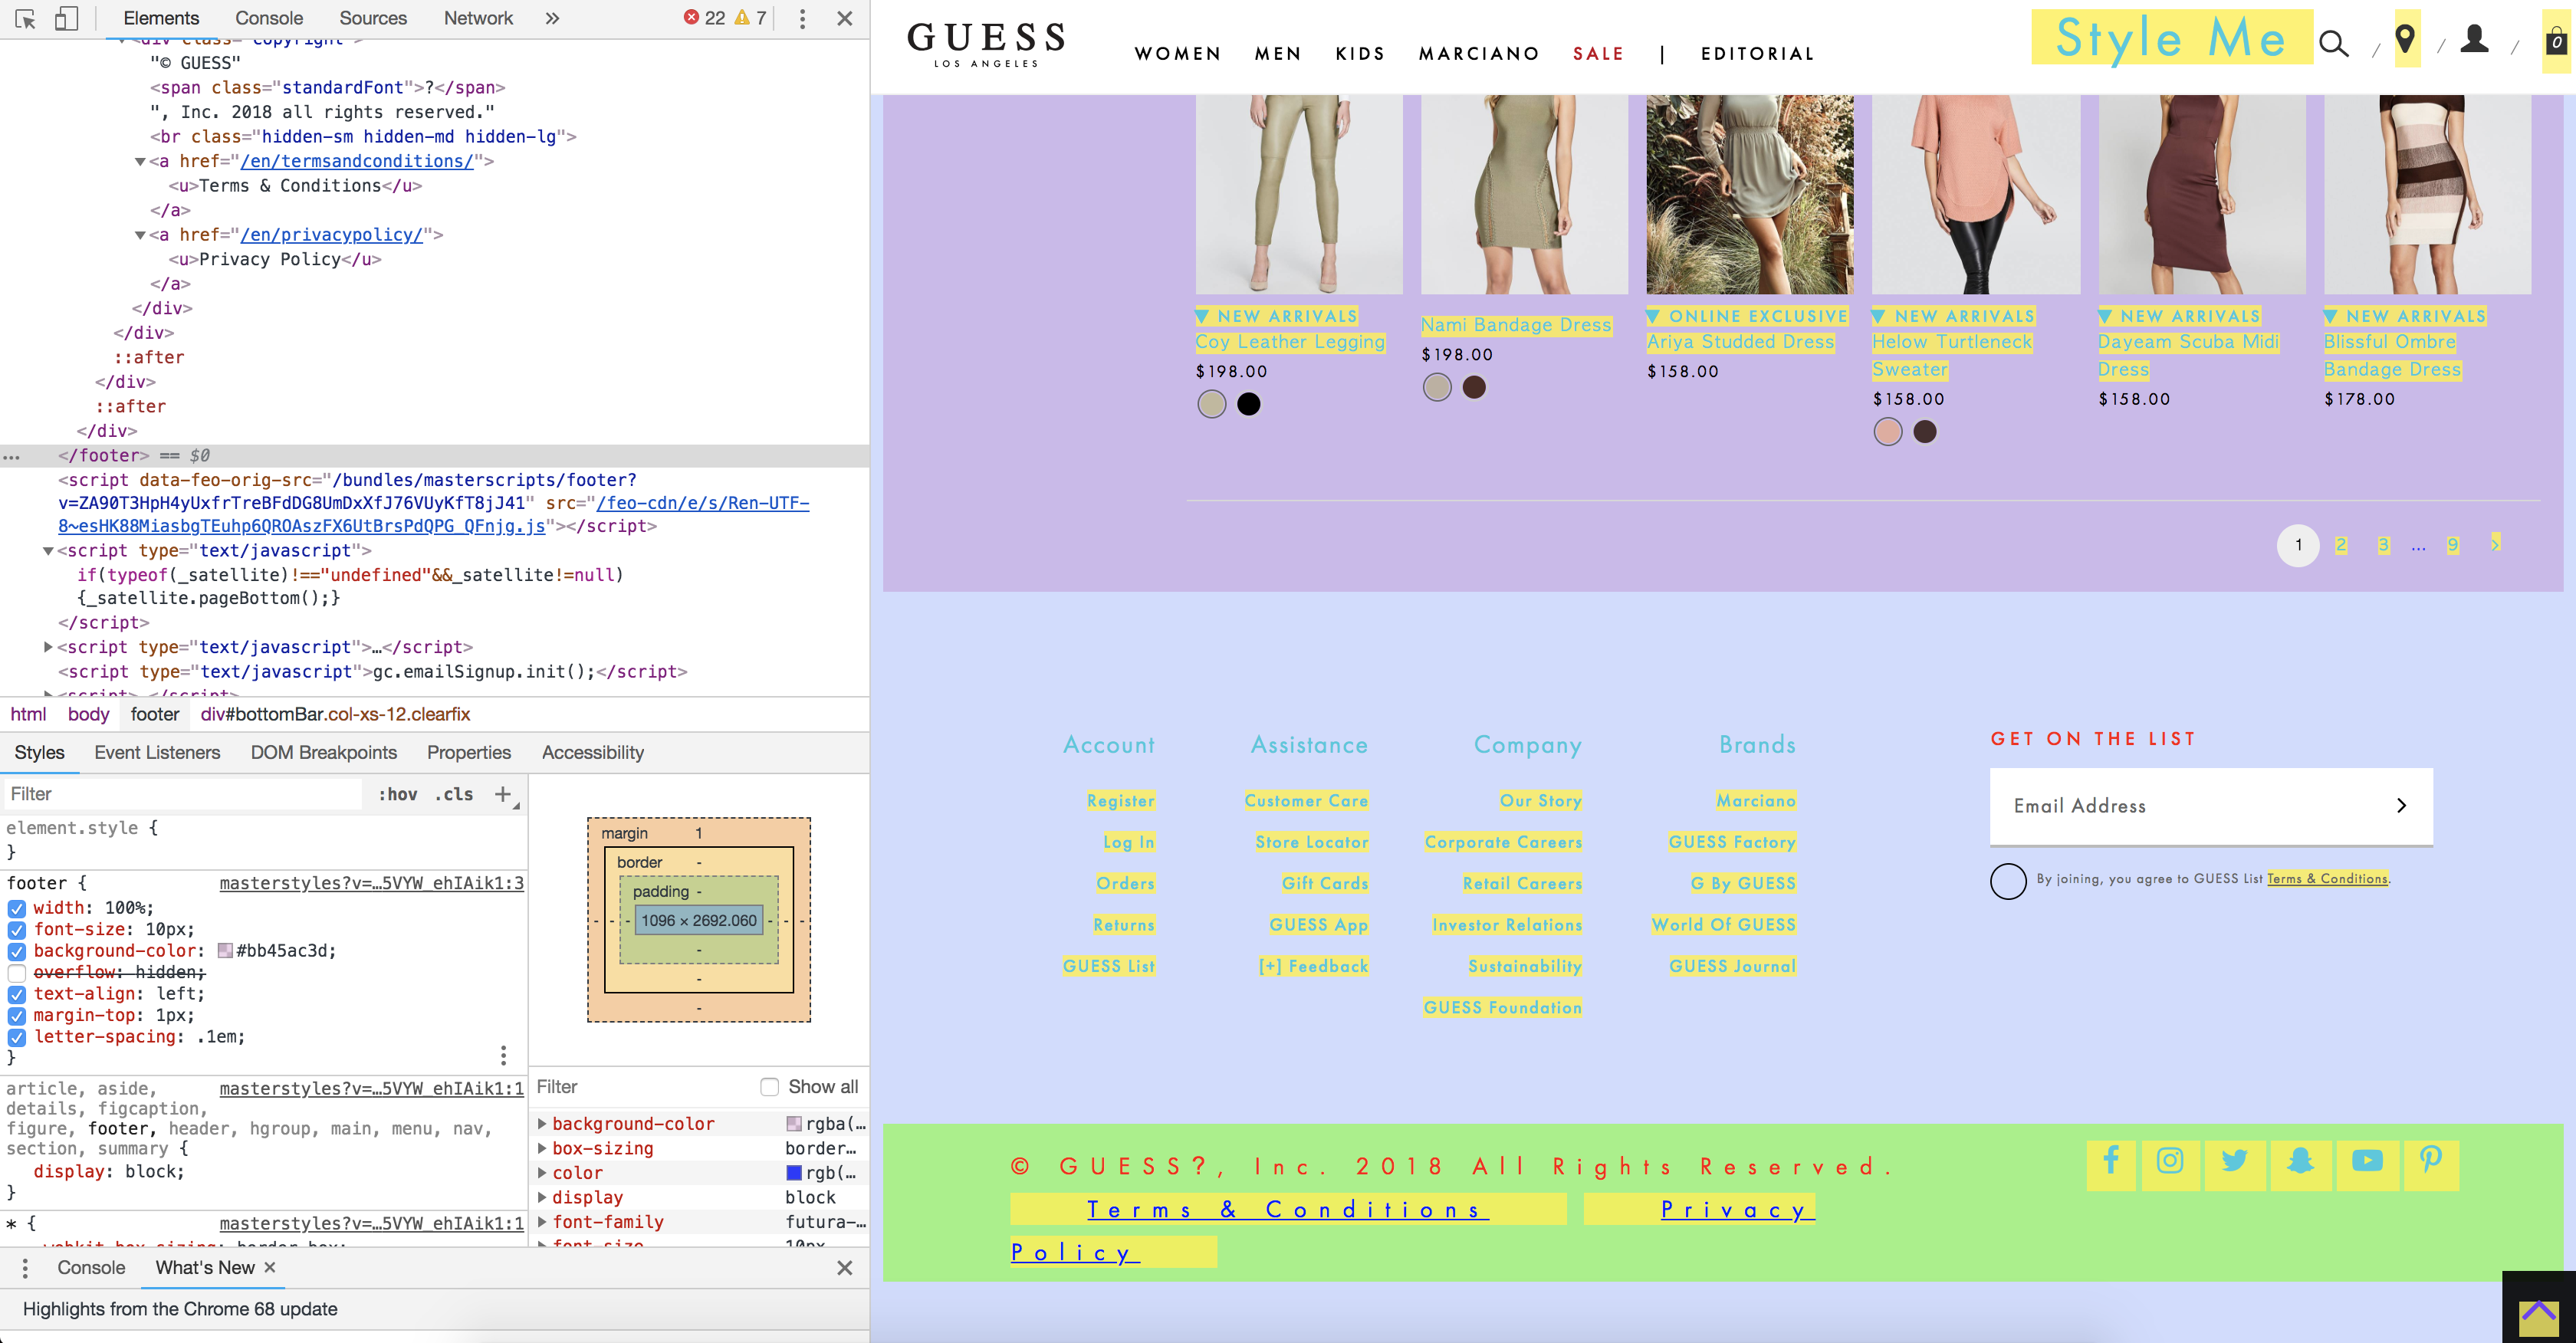 Elements Console Sources Network » 22 7
<div class="copyright">
"© GUESS"
<span class="standardFont">?</span>
", Inc. 2018 all rights reserved."
<br class="hidden-sm hidden-md hidden-lg">
<a href="/en/termsandconditions/">
<u>Terms & Conditions</u>
</a>
<a href="/en/privacypolicy/">
<u>Privacy Policy</u>
</a>
</div>
</div>
::after
</div>
::after
</div>
… </footer> == $0
<script data-feo-orig-src="/bundles/masterscripts/footer?
v=ZA90T3HpH4yUxfrTreBFdDG8UmDxXfJ76VUyKfT8jJ41" src="/feo-cdn/e/s/Ren-UTF-
8~esHK88MiasbgTEuhp6QROAszFX6UtBrsPdQPG_QFnjg.js"></script>
<script type="text/javascript">
if(typeof(_satellite)!=="undefined"&&_satellite!=null)
{_satellite.pageBottom();}
</script>
<script type="text/javascript">…</script>
<script type="text/javascript">gc.emailSignup.init();</script>
<script>…</script>
html body footer div#bottomBar.col-xs-12.clearfix
Styles Event Listeners DOM Breakpoints Properties Accessibility
Filter :hov .cls +
element.style {
}
footer { masterstyles?v=…5VYW_ehIAik1:3
width: 100%;
font-size: 10px;
background-color: #bb45ac3d;
overflow: hidden;
text-align: left;
margin-top: 1px;
letter-spacing: .1em;
}
article, aside, masterstyles?v=…5VYW_ehIAik1:1
details, figcaption,
figure, footer, header, hgroup, main, menu, nav,
section, summary {
display: block;
}
* { masterstyles?v=…5VYW_ehIAik1:1
-webkit-box-sizing: border-box;
margin 1
border -
padding -
- - - 1096 × 2692.060 - - -
-
-
-
Filter Show all
background-color rgba(…
box-sizing border…
color rgb(…
display block
font-family futura-…
font-size 10px
Console What's New ×
Highlights from the Chrome 68 update
GUESS
LOS ANGELES
WOMEN MEN KIDS MARCIANO SALE | EDITORIAL
Style Me / / / 0
▼ NEW ARRIVALS
Coy Leather Legging
$198.00
Nami Bandage Dress
$198.00
▼ ONLINE EXCLUSIVE
Ariya Studded Dress
$158.00
▼ NEW ARRIVALS
Helow Turtleneck
Sweater
$158.00
▼ NEW ARRIVALS
Dayeam Scuba Midi
Dress
$158.00
▼ NEW ARRIVALS
Blissful Ombre
Bandage Dress
$178.00
1 2 3 ... 9 >
Account
Register
Log In
Orders
Returns
GUESS List
Assistance
Customer Care
Store Locator
Gift Cards
GUESS App
[+] Feedback
Company
Our Story
Corporate Careers
Retail Careers
Investor Relations
Sustainability
GUESS Foundation
Brands
Marciano
GUESS Factory
G By GUESS
World Of GUESS
GUESS Journal
GET ON THE LIST
Email Address
By joining, you agree to GUESS List Terms & Conditions.
© GUESS?, Inc. 2018 All Rights Reserved.
Terms & Conditions Privacy
Policy